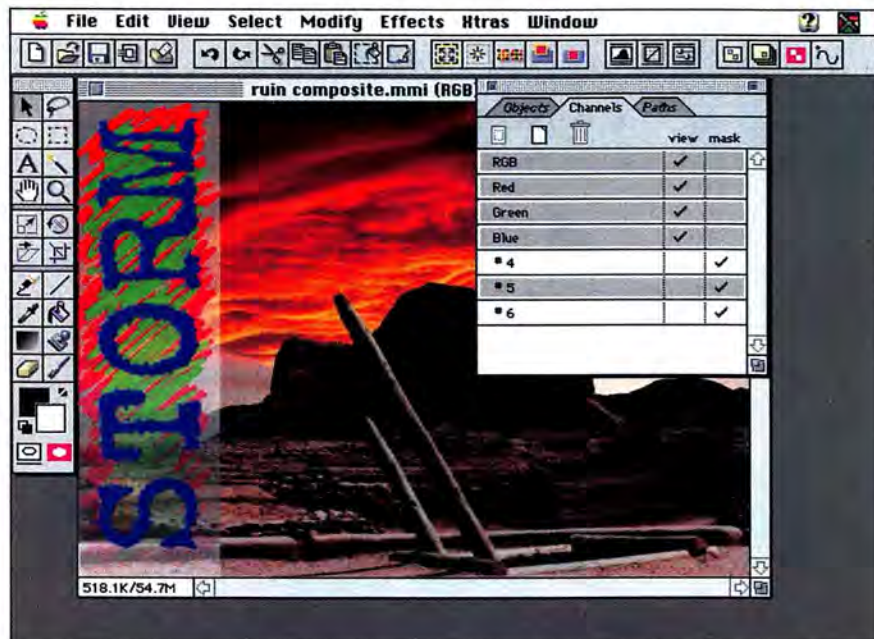 File Edit View Select Modify Effects Xtras Window
ruin composite.mmi (RGB
Objects Channels Paths
view mask
RGB
Red
Green
Blue
4
5
6
STORM
A
518.1K/54.7M